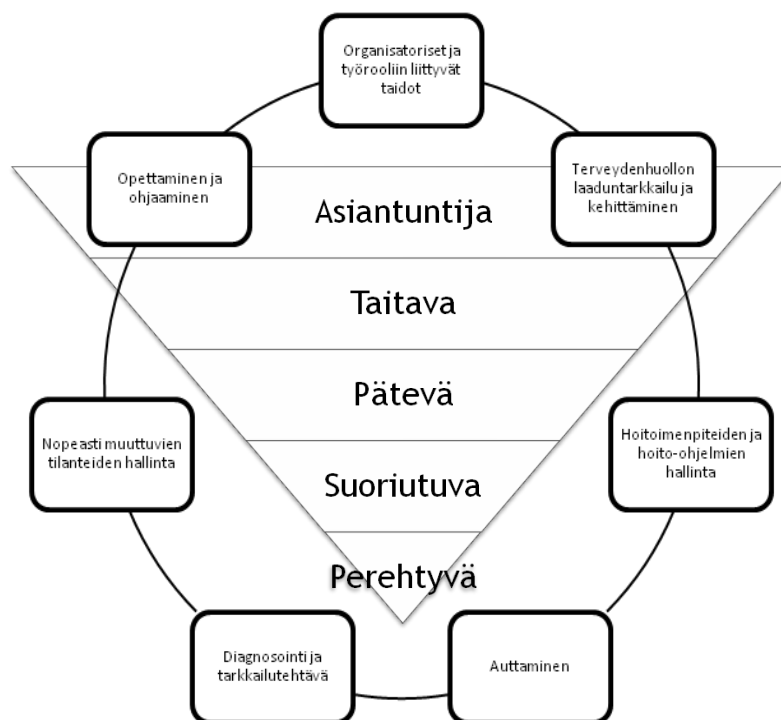 Organisatoriset ja
työrooliin liittyvät
taidot
Opettaminen ja
ohjaaminen
Terveydenhuollon
laaduntarkkailu ja
kehittäminen
Asiantuntija
Taitava
Pätevä
Nopeasti muuttuvien
tilanteiden hallinta
Hoitoimenpiteiden ja
hoito-ohjelmien
hallinta
Suoriutuva
Perehtyvä
Diagnosointi ja
tarkkailutehtävä
Auttaminen